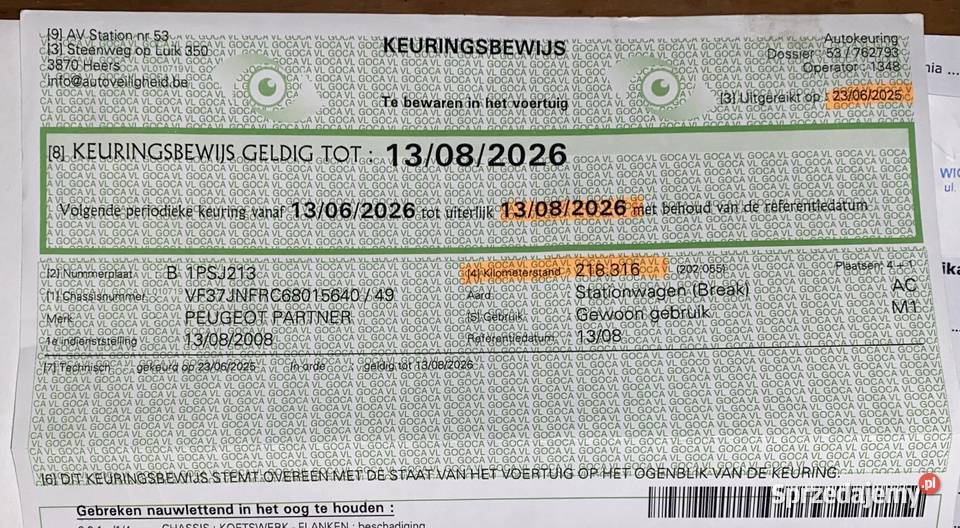 [9] AV Station nr 53
[3] Steenweg op Luik 350
3870 Heers
info@autoveiligheid.be
KEURINGSBEWIJS
Te bewaren in het voertuig
Autokeuring
Dossier : 53 / 762793
Operator : 1348
[3] Uitgereikt op : 23/06/2025
[8] KEURINGSBEWIJS GELDIG TOT : 13/08/2026
Volgende periodieke keuring vanaf 13/06/2026 tot uiterlijk 13/08/2026 met behoud van de referentiedatum
[2] Nummerplaat B 1PSJ213
[4] Kilometerstand 218.316 (202.055) Plaatsen: 4 + 1
[1] Chassisnummer VF37JNFRC68015640 / 49
Aard Stationwagen (Break) AC
Merk PEUGEOT PARTNER
[5] Gebruik Gewoon gebruik M1
1e indienststelling 13/08/2008
Referentiedatum 13/08
[7] Technisch gekeurd op 23/06/2025 In orde geldig tot 13/08/2026
[6] DIT KEURINGSBEWIJS STEMT OVEREEN MET DE STAAT VAN HET VOERTUIG OP HET OGENBLIK VAN DE KEURING.
Gebreken nauwlettend in het oog te houden :
CHASSIS : KOETSWERK - FLANKEN : beschadiging
Sprzedajemy.pl